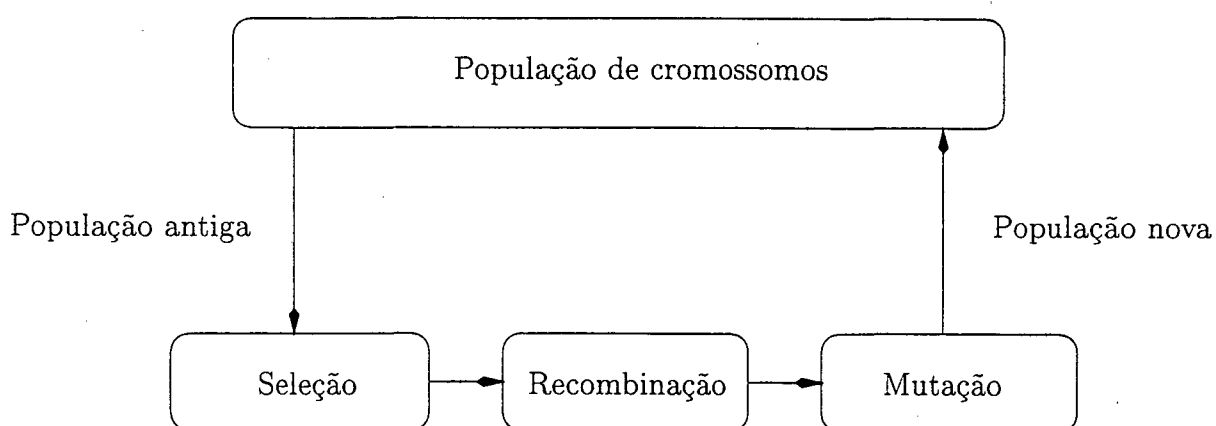 População de cromossomos
População antiga
População nova
Seleção
Recombinação
Mutação